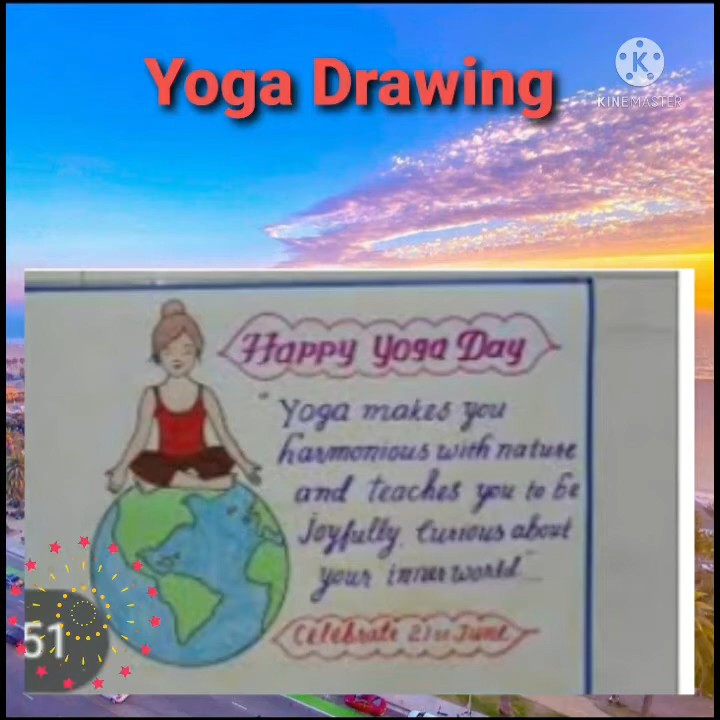 Yoga Drawing
K
KINEMASTER
Happy Yoga Day
"Yoga makes you
harmonious with nature
and teaches you to be
Joyfully. Curious about
your inner world"
Celebrate 21st June
51